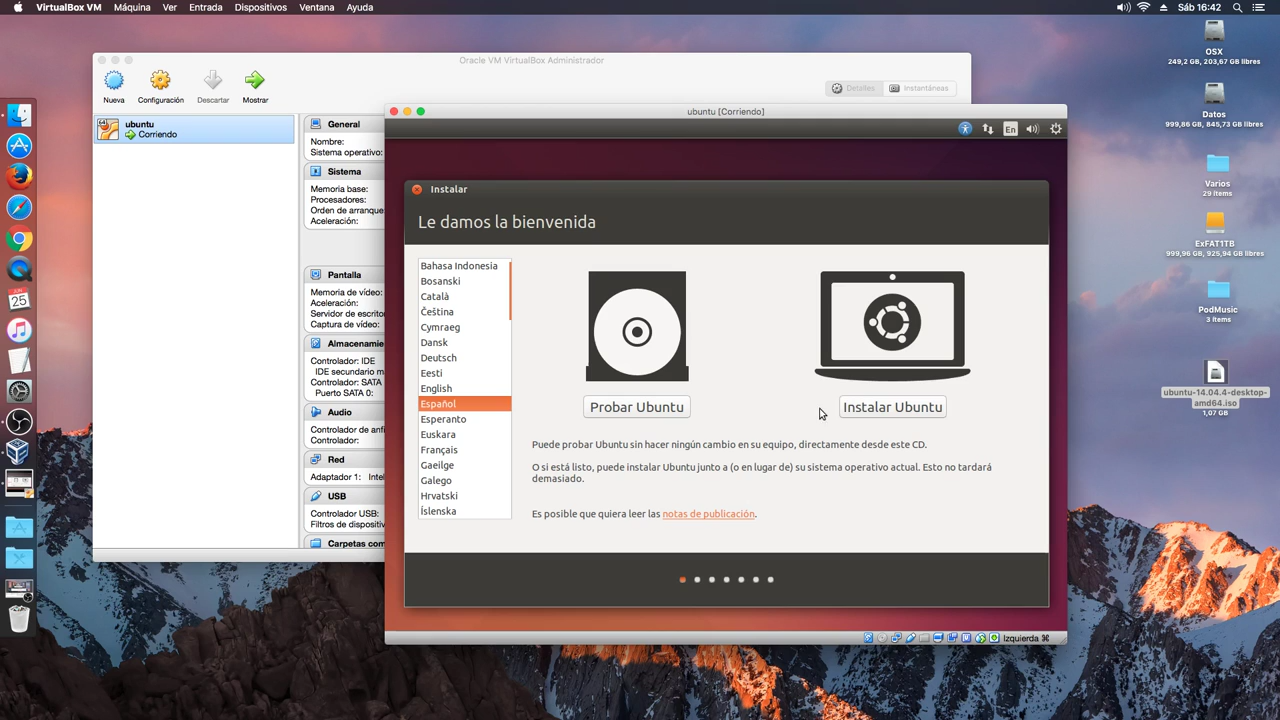 VirtualBox VM Máquina Ver Entrada Dispositivos Ventana Ayuda
Sáb 16:42
Oracle VM VirtualBox Administrador
Nueva Configuración Descartar Mostrar
Detalles Instantáneas
ubuntu
Corriendo
General
Nombre:
Sistema operativo:
Sistema
Memoria base:
Procesadores:
Orden de arranque
Aceleración:
Pantalla
Memoria de vídeo:
Aceleración:
Servidor de escrito
Captura de vídeo:
Almacenamie
Controlador: IDE
IDE secundario m
Controlador: SATA
Puerto SATA 0:
Audio
Controlador de anfi
Controlador:
Red
Adaptador 1: Inte
USB
Controlador USB:
Filtros de dispositi
Carpetas com
ubuntu [Corriendo]
En
Instalar
Le damos la bienvenida
Bahasa Indonesia
Bosanski
Català
Čeština
Cymraeg
Dansk
Deutsch
Eesti
English
Español
Esperanto
Euskara
Français
Gaeilge
Galego
Hrvatski
Íslenska
Probar Ubuntu
Instalar Ubuntu
Puede probar Ubuntu sin hacer ningún cambio en su equipo, directamente desde este CD.
O si está listo, puede instalar Ubuntu junto a (o en lugar de) su sistema operativo actual. Esto no tardará
demasiado.
Es posible que quiera leer las notas de publicación.
Izquierda ⌘
OSX
249,2 GB, 203,67 GB libres
Datos
999,86 GB, 845,73 GB libres
Varios
29 ítems
ExFAT1TB
999,96 GB, 925,94 GB libres
PodMusic
3 ítems
ubuntu-14.04.4-desktop-
amd64.iso
1,07 GB
JUN
25